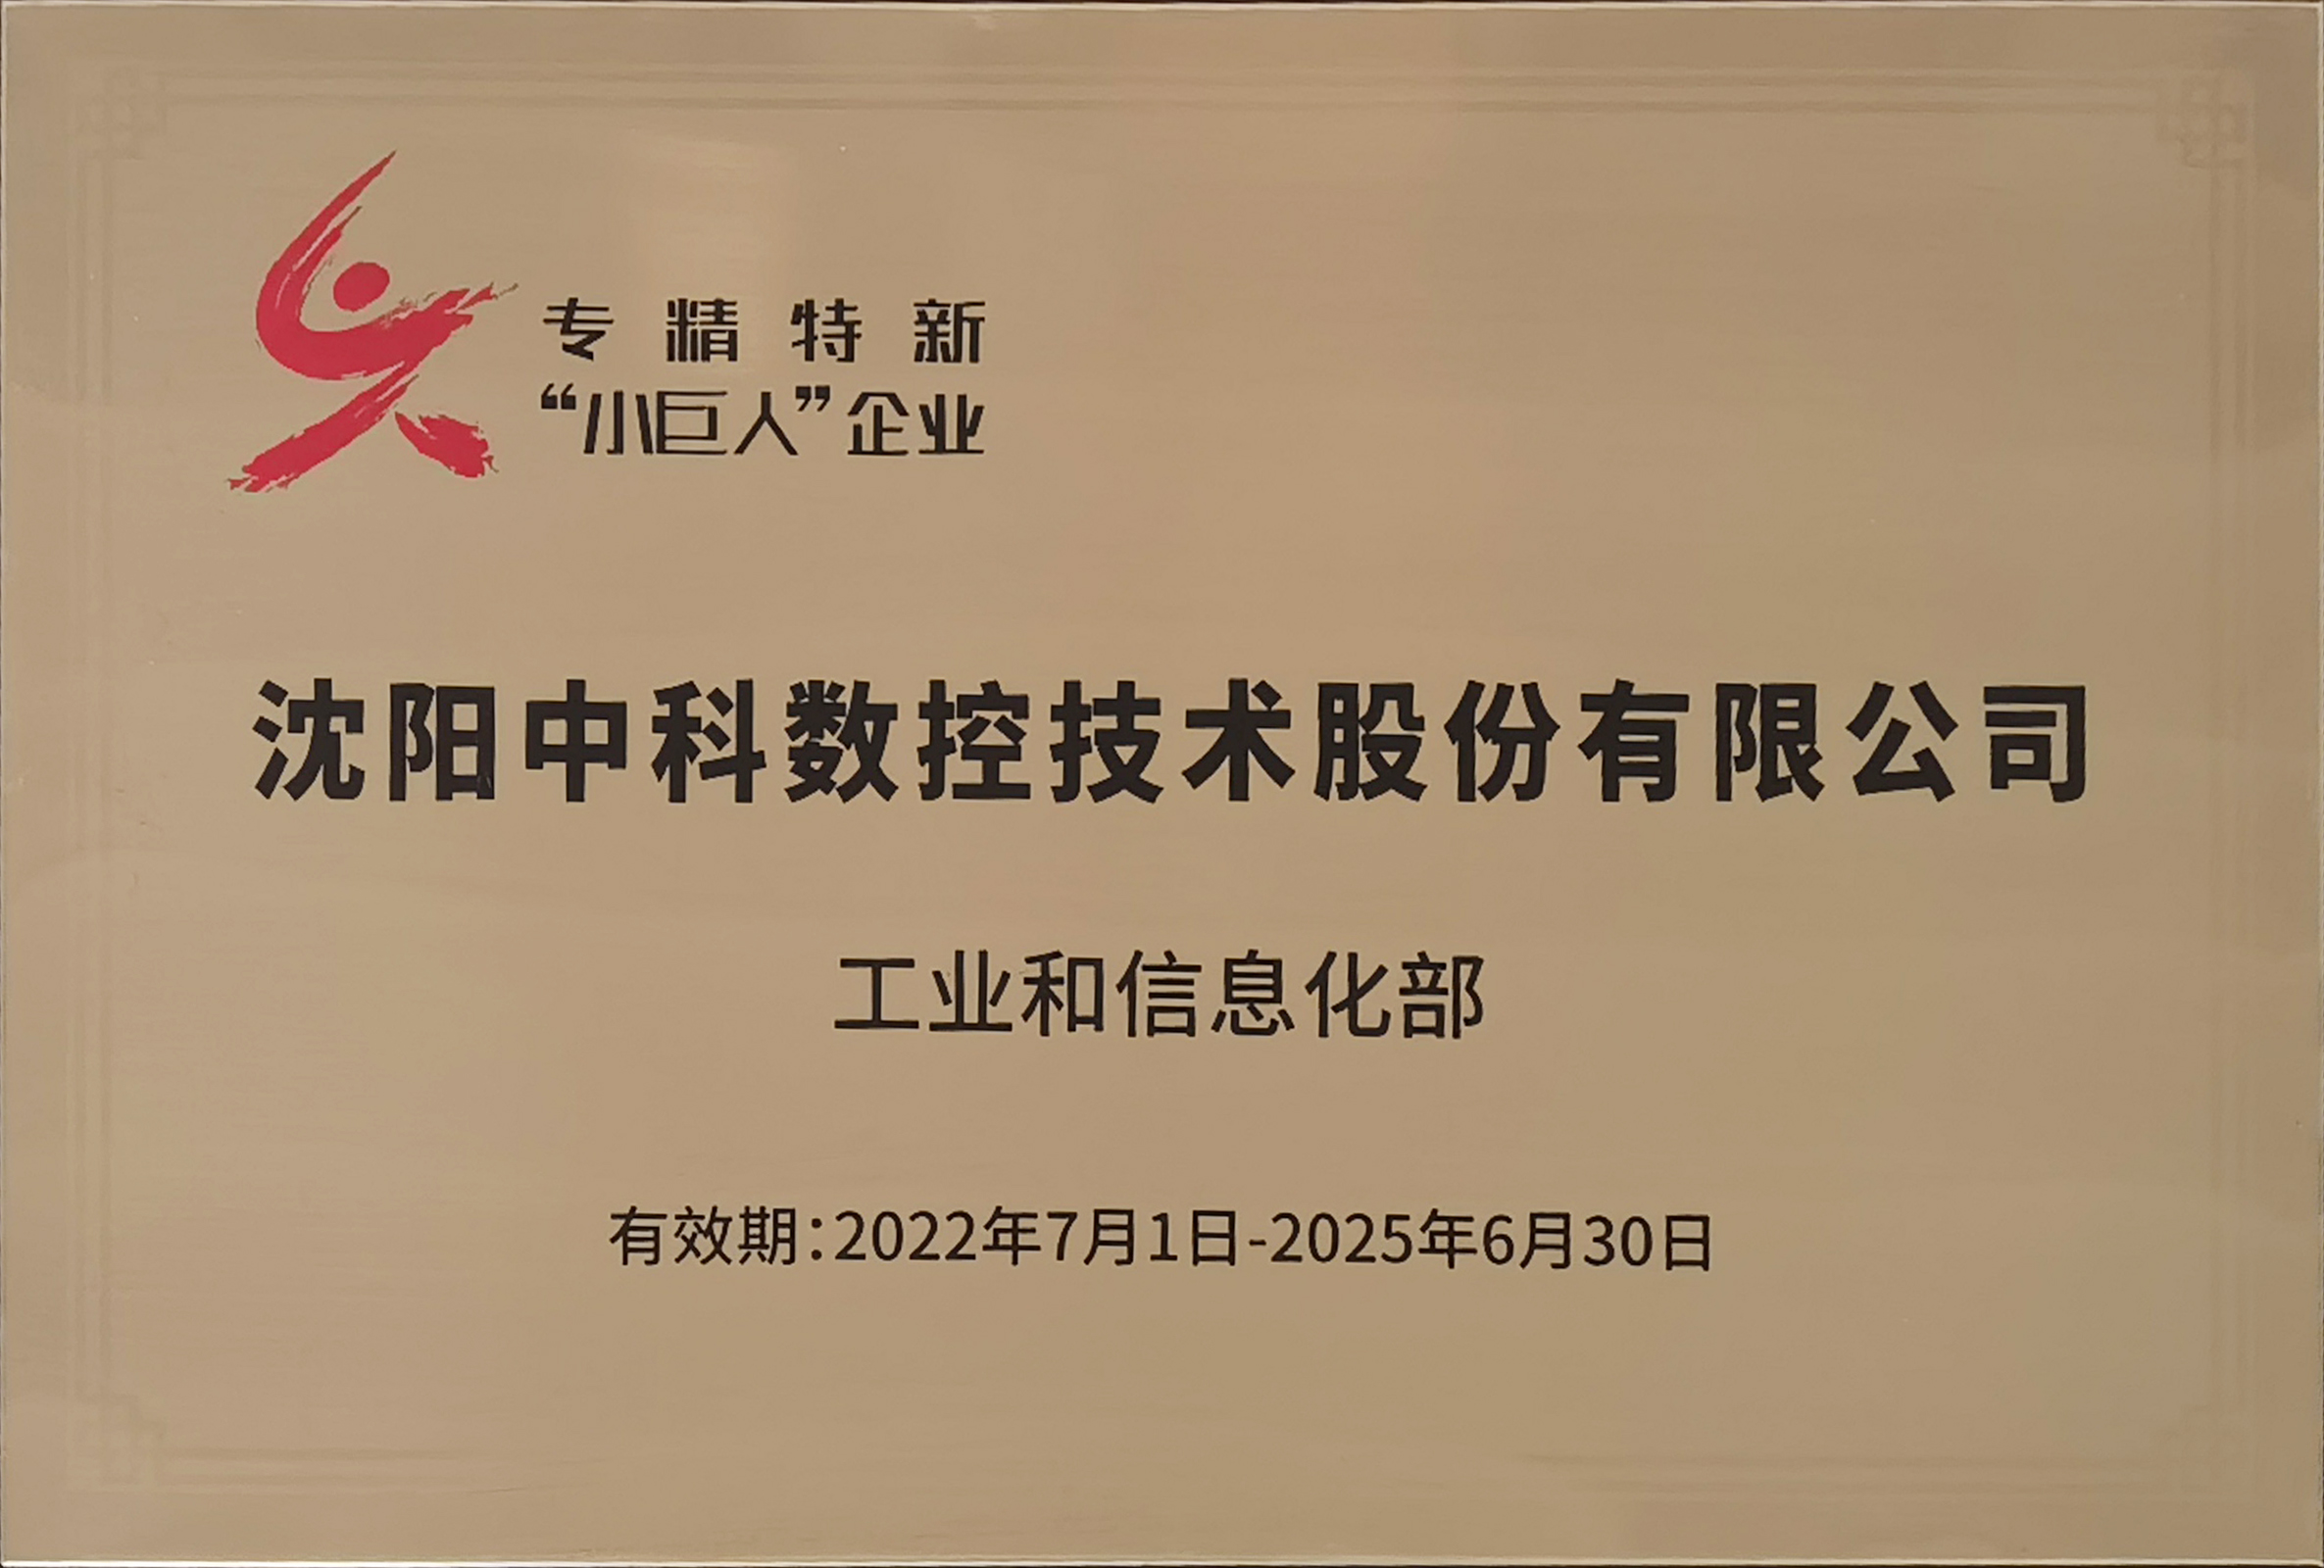 专精特新
“小巨人”企业
沈阳中科数控技术股份有限公司
工业和信息化部
有效期:2022年7月1日-2025年6月30日